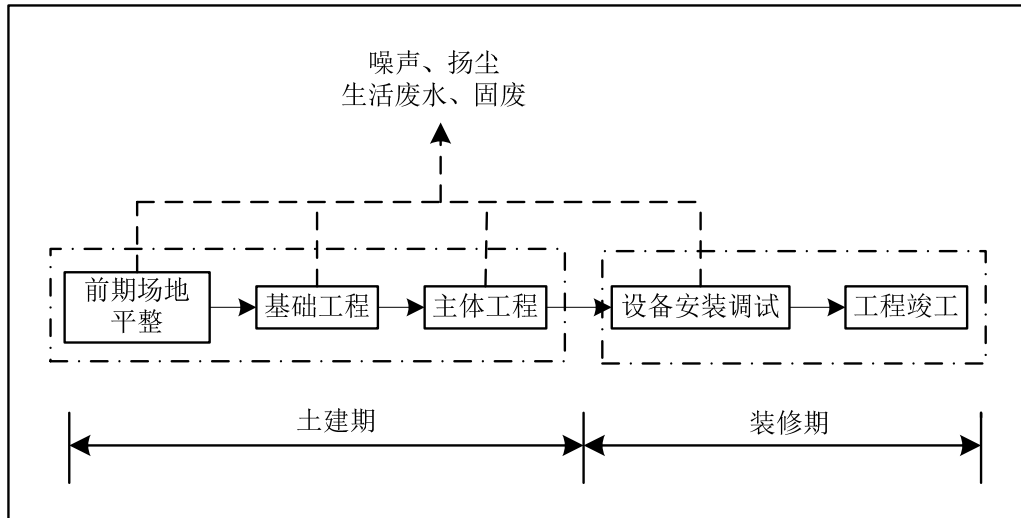 噪声、扬尘
生活废水、固废
前期场地
平整
基础工程
主体工程
设备安装调试
工程竣工
土建期
装修期